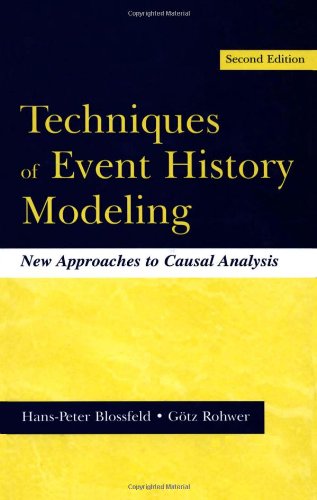 Second Edition
Techniques
of Event History
Modeling
New Approaches to Causal Analysis
Hans-Peter Blossfeld • Götz Rohwer